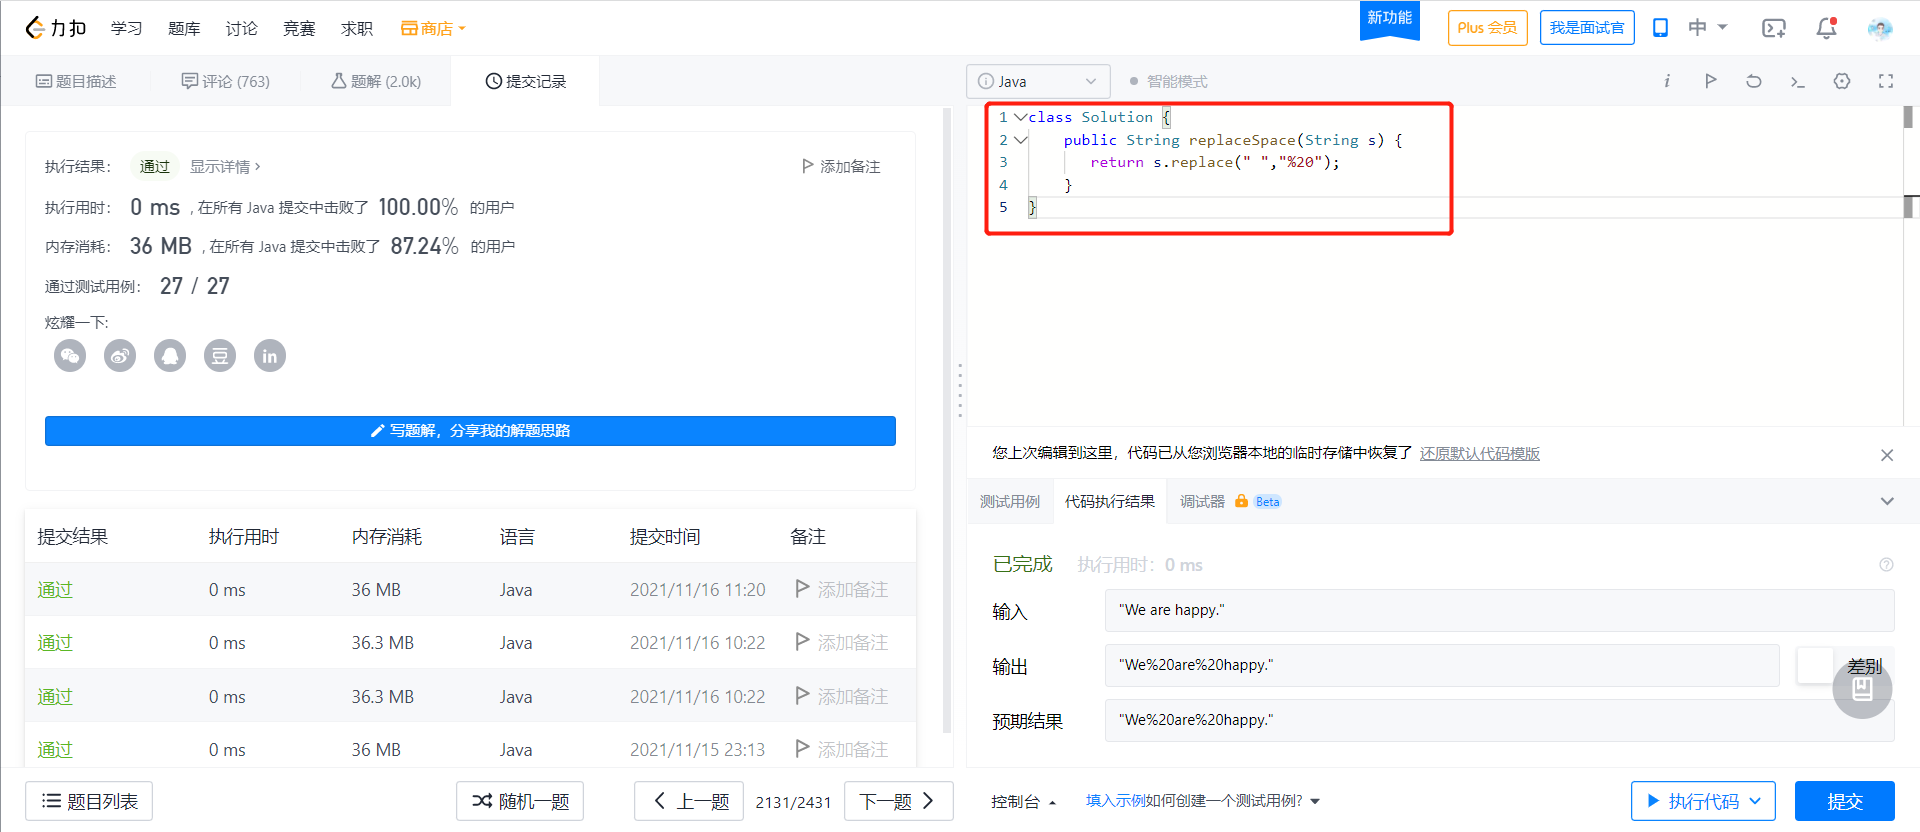 力扣 学习 题库 讨论 竞赛 求职 商店 新功能 Plus 会员 我是面试官 中
题目描述 评论 (763) 题解 (2.0k) 提交记录
执行结果： 通过 显示详情 添加备注
执行用时： 0 ms , 在所有 Java 提交中击败了 100.00% 的用户
内存消耗： 36 MB , 在所有 Java 提交中击败了 87.24% 的用户
通过测试用例： 27 / 27
炫耀一下:
豆 in
写题解，分享我的解题思路
提交结果 执行用时 内存消耗 语言 提交时间 备注
通过 0 ms 36 MB Java 2021/11/16 11:20 添加备注
通过 0 ms 36.3 MB Java 2021/11/16 10:22 添加备注
通过 0 ms 36.3 MB Java 2021/11/16 10:22 添加备注
通过 0 ms 36 MB Java 2021/11/15 23:13 添加备注
题目列表 随机一题 上一题 2131/2431 下一题
Java 智能模式
1 class Solution {
2 public String replaceSpace(String s) {
3 return s.replace(" ","%20");
4 }
5 }
您上次编辑到这里，代码已从您浏览器本地的临时存储中恢复了 还原默认代码模版
测试用例 代码执行结果 调试器 Beta
已完成 执行用时：0 ms
输入 "We are happy."
输出 "We%20are%20happy." 差别
预期结果 "We%20are%20happy."
控制台 填入示例如何创建一个测试用例? 执行代码 提交